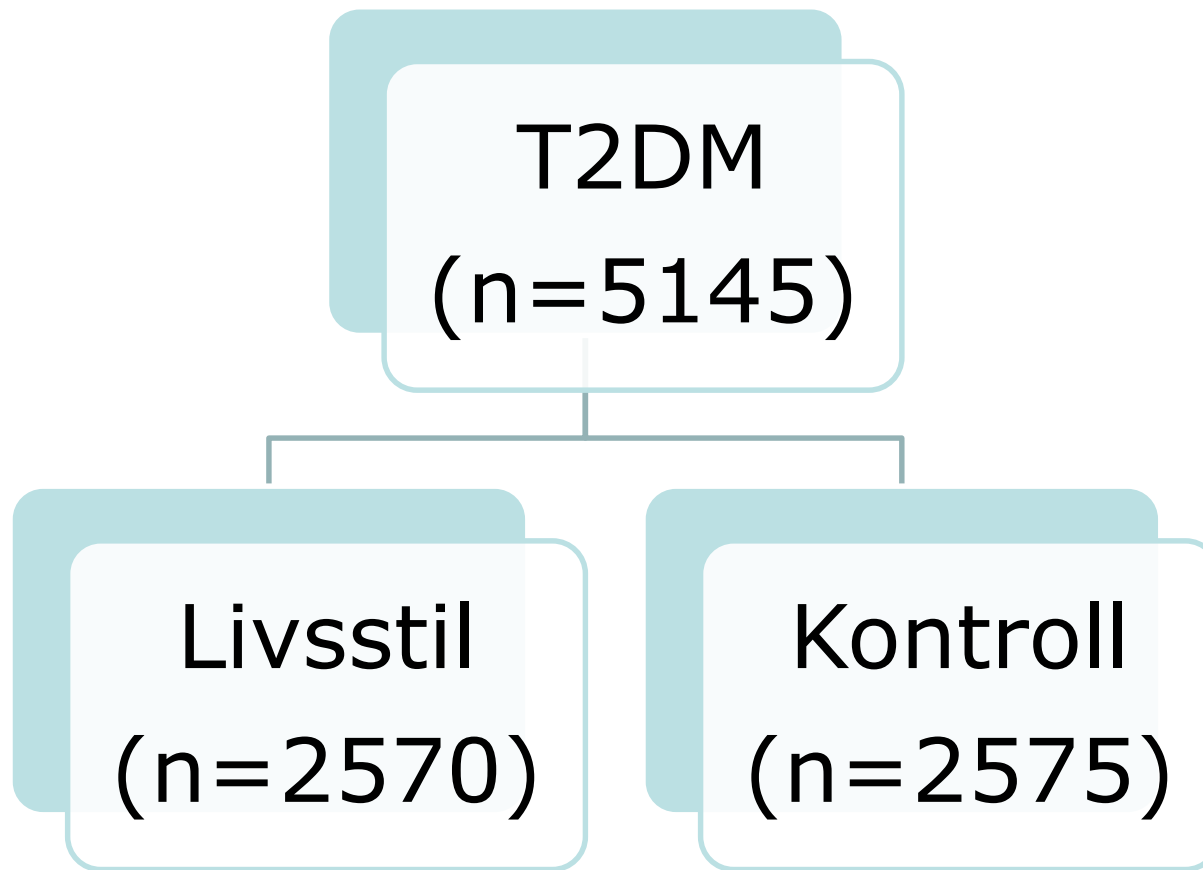 T2DM
(n=5145)
Livsstil
(n=2570)
Kontroll
(n=2575)